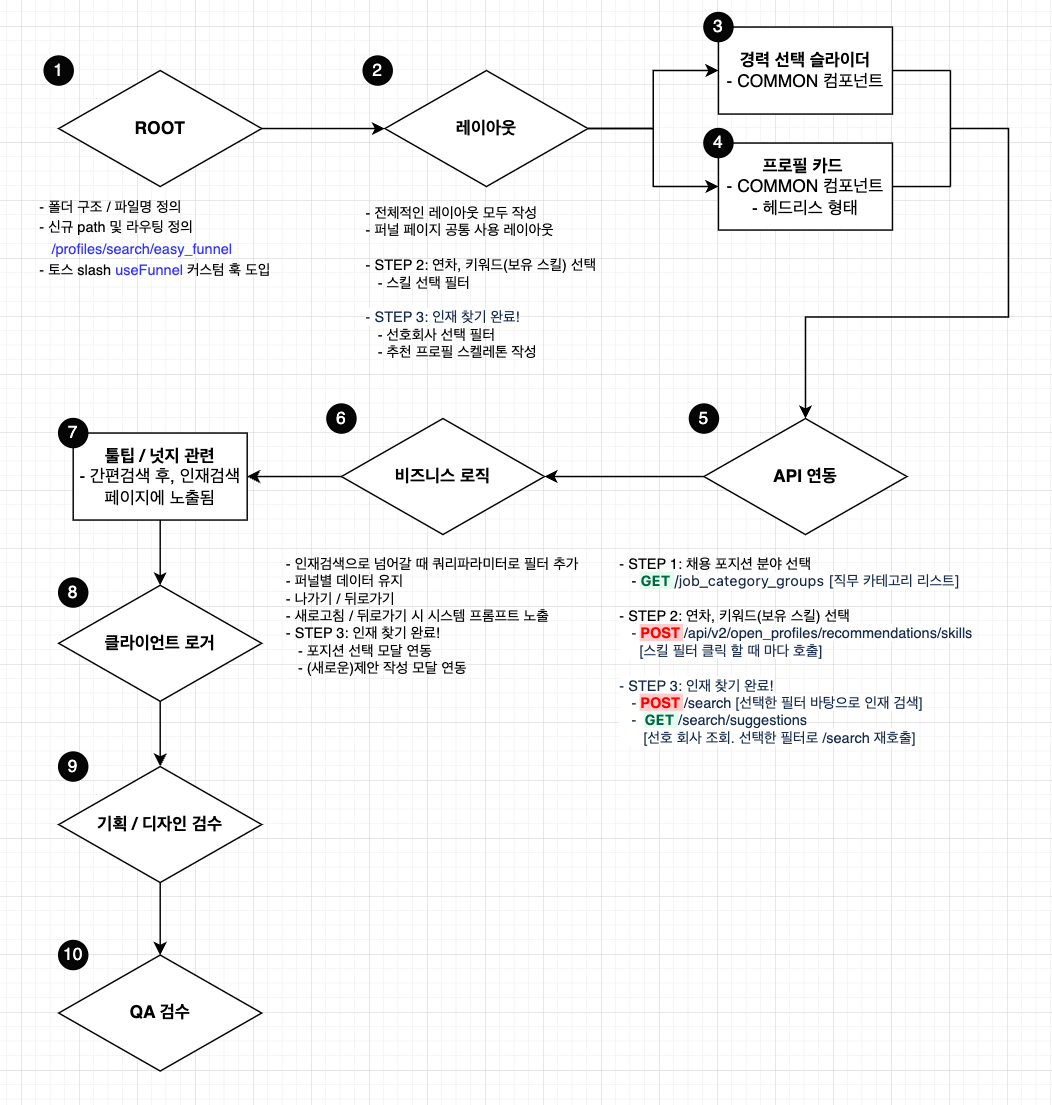 1
ROOT
- 폴더 구조 / 파일명 정의
- 신규 path 및 라우팅 정의
/profiles/search/easy_funnel
- 토스 slash useFunnel 커스텀 훅 도입
2
레이아웃
- 전체적인 레이아웃 모두 작성
- 퍼널 페이지 공통 사용 레이아웃
- STEP 2: 연차, 키워드(보유 스킬) 선택
- 스킬 선택 필터
- STEP 3: 인재 찾기 완료!
- 선호회사 선택 필터
- 추천 프로필 스켈레톤 작성
3
경력 선택 슬라이더
- COMMON 컴포넌트
4
프로필 카드
- COMMON 컴포넌트
- 헤드리스 형태
5
API 연동
- STEP 1: 채용 포지션 분야 선택
- GET /job_category_groups [직무 카테고리 리스트]
- STEP 2: 연차, 키워드(보유 스킬) 선택
- POST /api/v2/open_profiles/recommendations/skills
[스킬 필터 클릭 할 때 마다 호출]
- STEP 3: 인재 찾기 완료!
- POST /search [선택한 필터 바탕으로 인재 검색]
- GET /search/suggestions
[선호 회사 조회. 선택한 필터로 /search 재호출]
6
비즈니스 로직
- 인재검색으로 넘어갈 때 쿼리파라미터로 필터 추가
- 퍼널별 데이터 유지
- 나가기 / 뒤로가기
- 새로고침 / 뒤로가기 시 시스템 프롬프트 노출
- STEP 3: 인재 찾기 완료!
- 포지션 선택 모달 연동
- (새로운)제안 작성 모달 연동
7
툴팁 / 넛지 관련
- 간편검색 후, 인재검색
페이지에 노출됨
8
클라이언트 로거
9
기획 / 디자인 검수
10
QA 검수